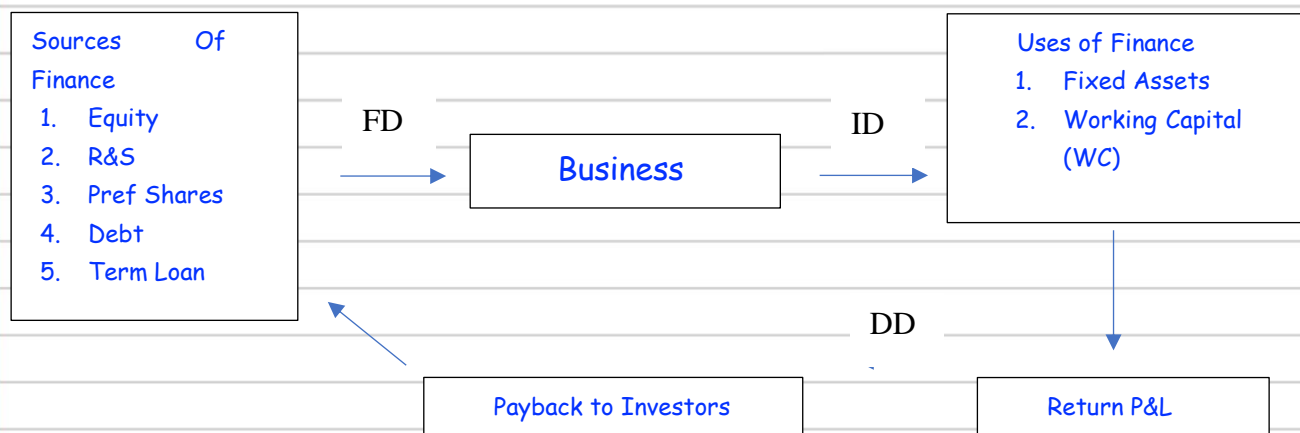 Sources Of
Finance
1. Equity
2. R&S
3. Pref Shares
4. Debt
5. Term Loan
FD
Business
ID
Uses of Finance
1. Fixed Assets
2. Working Capital
(WC)
DD
Payback to Investors
Return P&L